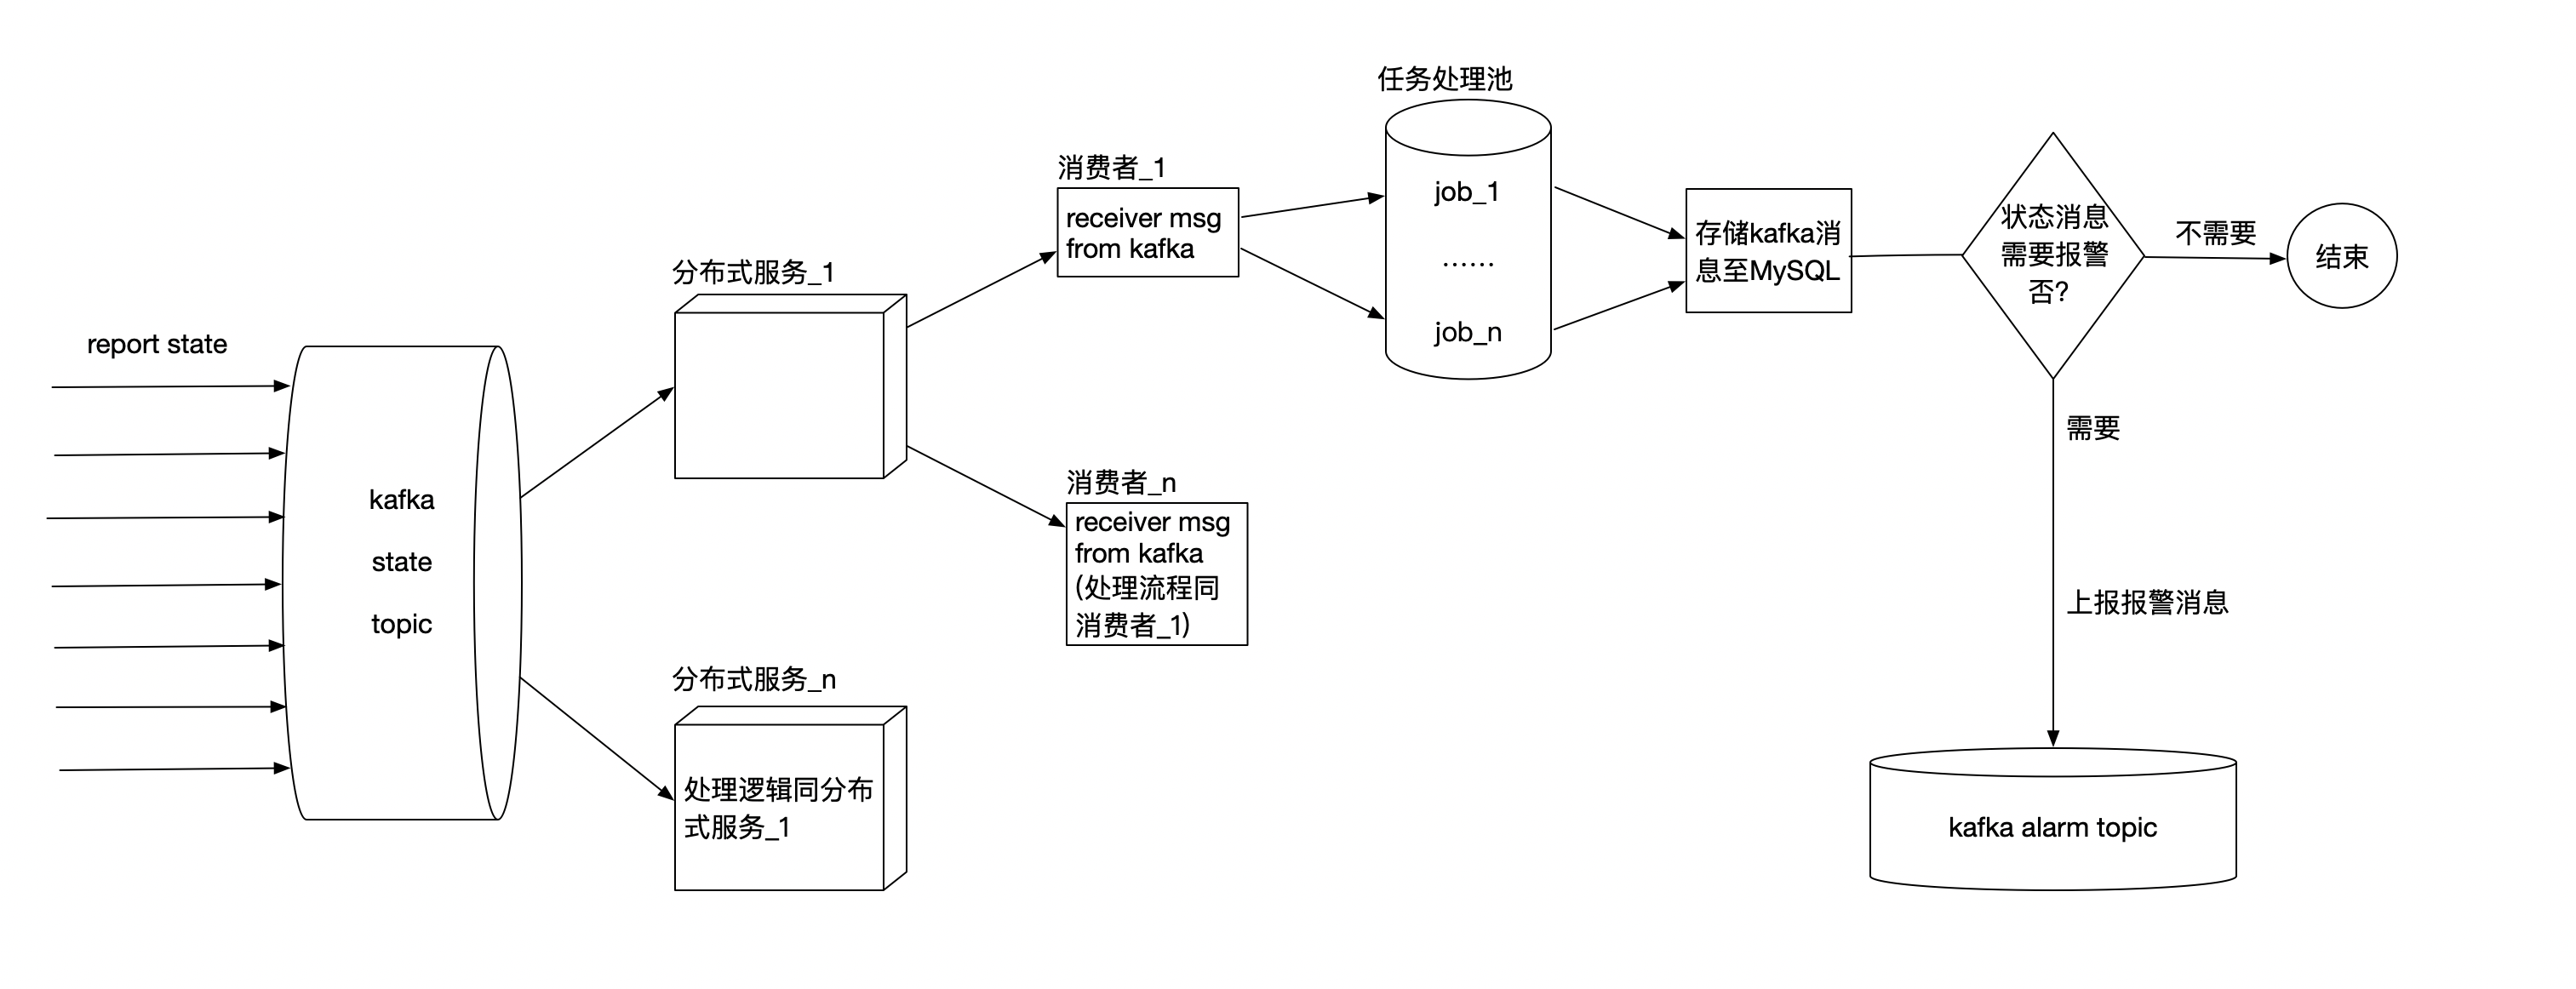 report state
kafka
state
topic
分布式服务_1
分布式服务_n
处理逻辑同分布
式服务_1
消费者_1
receiver msg
from kafka
消费者_n
receiver msg
from kafka
(处理流程同
消费者_1)
任务处理池
job_1
......
job_n
存储kafka消
息至MySQL
状态消息
需要报警
否?
不需要
结束
需要
上报报警消息
kafka alarm topic